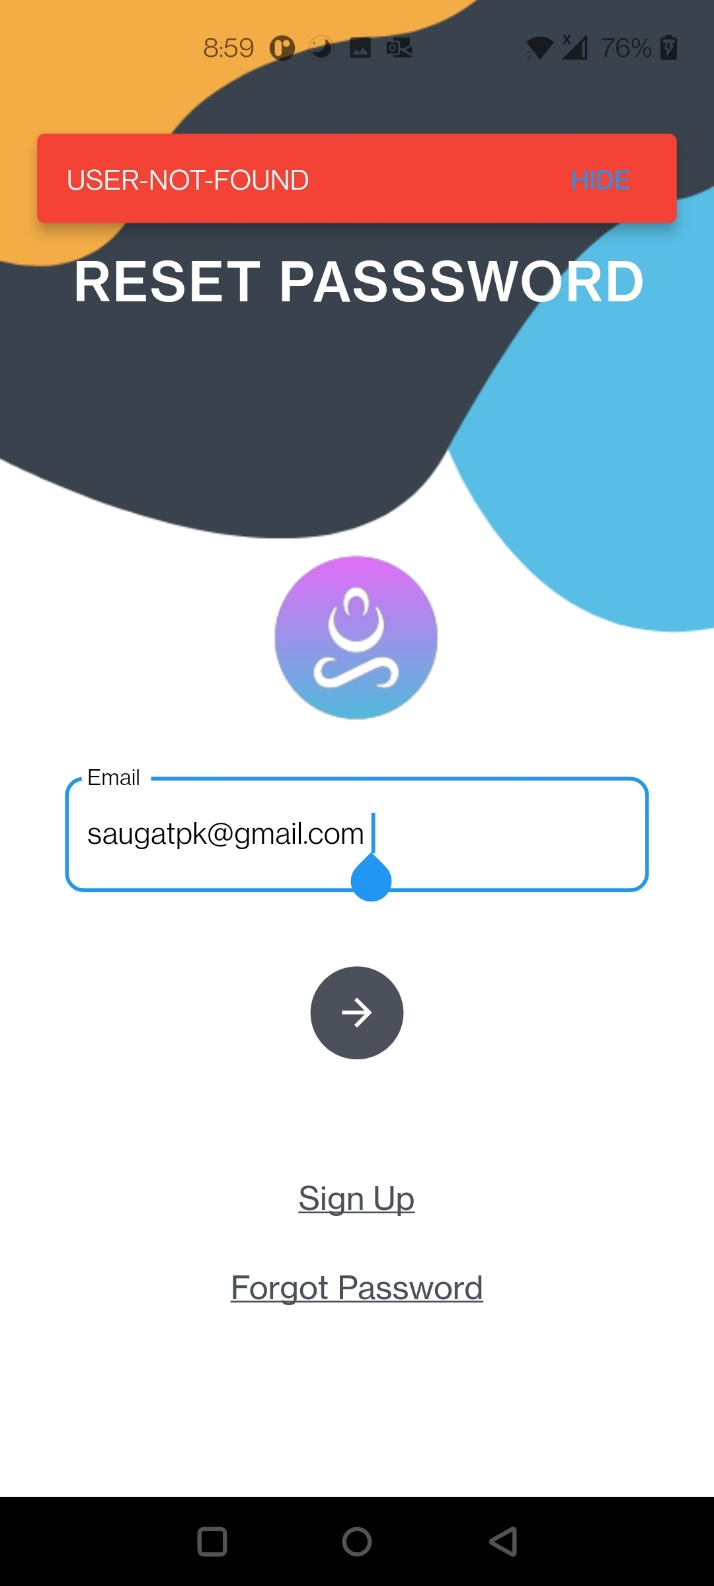 8:59 76%
USER-NOT-FOUND HIDE
RESET PASSSWORD
Email
saugatpk@gmail.com
Sign Up
Forgot Password